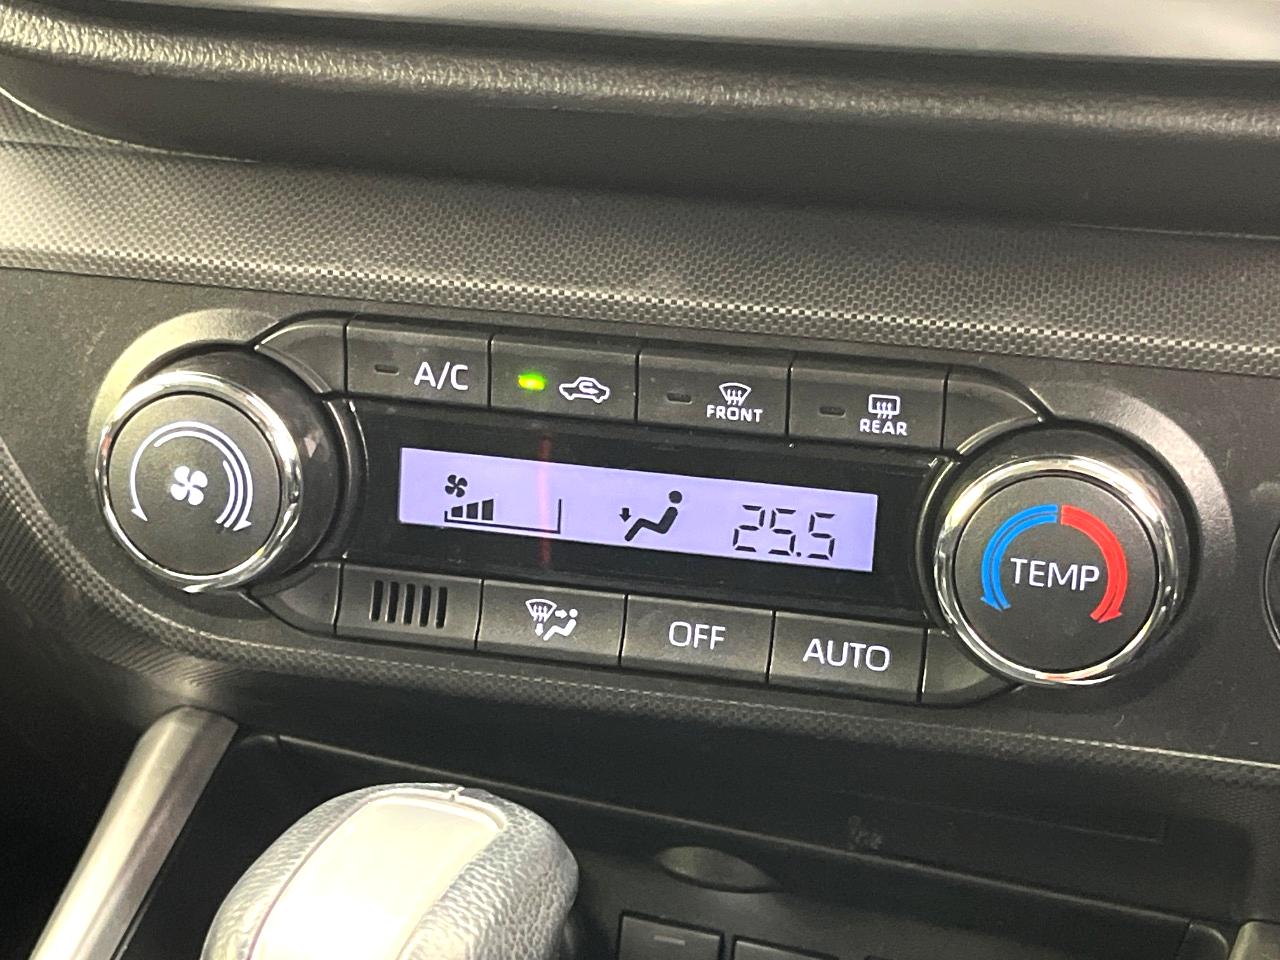 A/C
FRONT
REAR
25.5
TEMP
OFF
AUTO